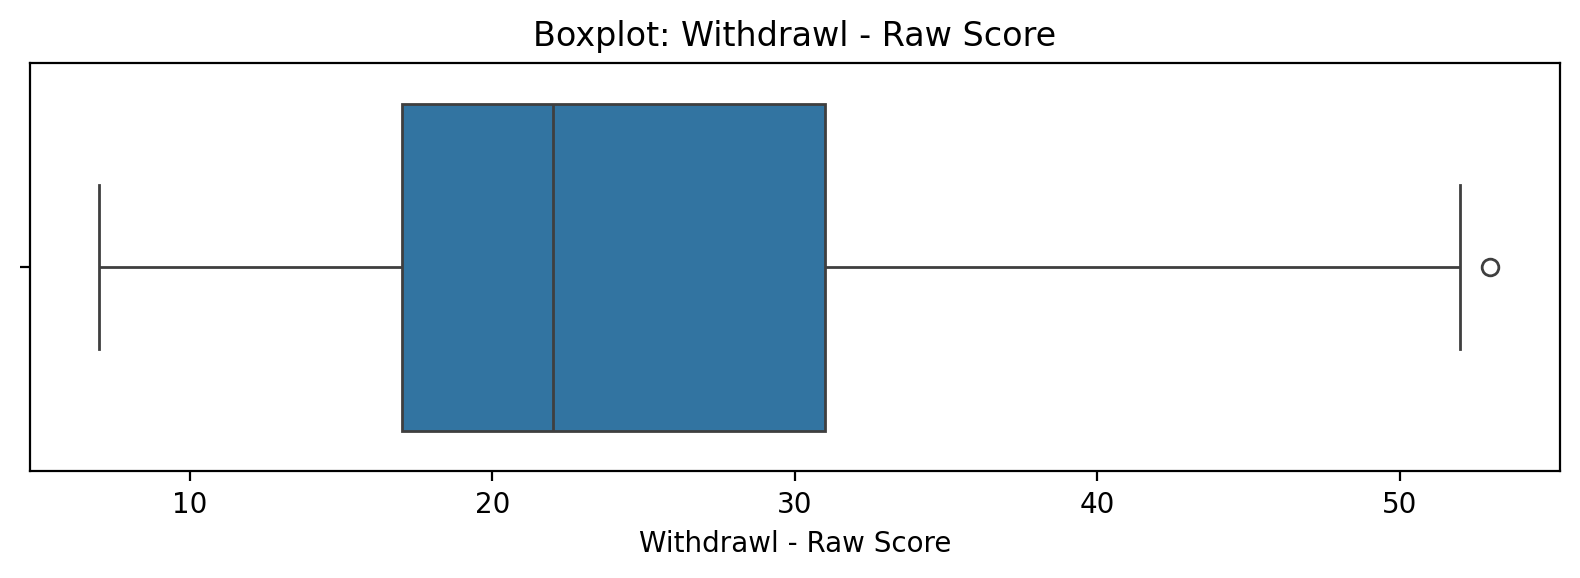 Boxplot: Withdrawl - Raw Score
10 20 30 40 50
Withdrawl - Raw Score